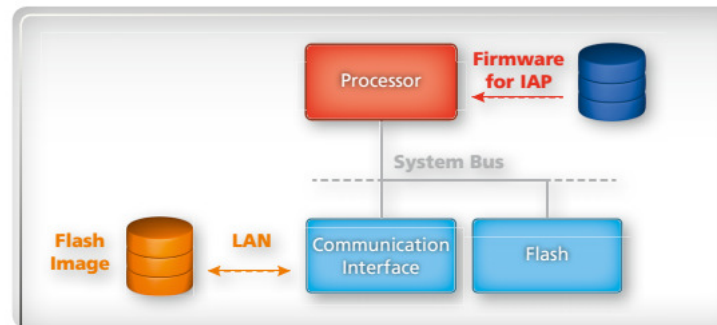 Processor
Firmware
for IAP
System Bus
Flash
Image
LAN
Communication
Interface
Flash